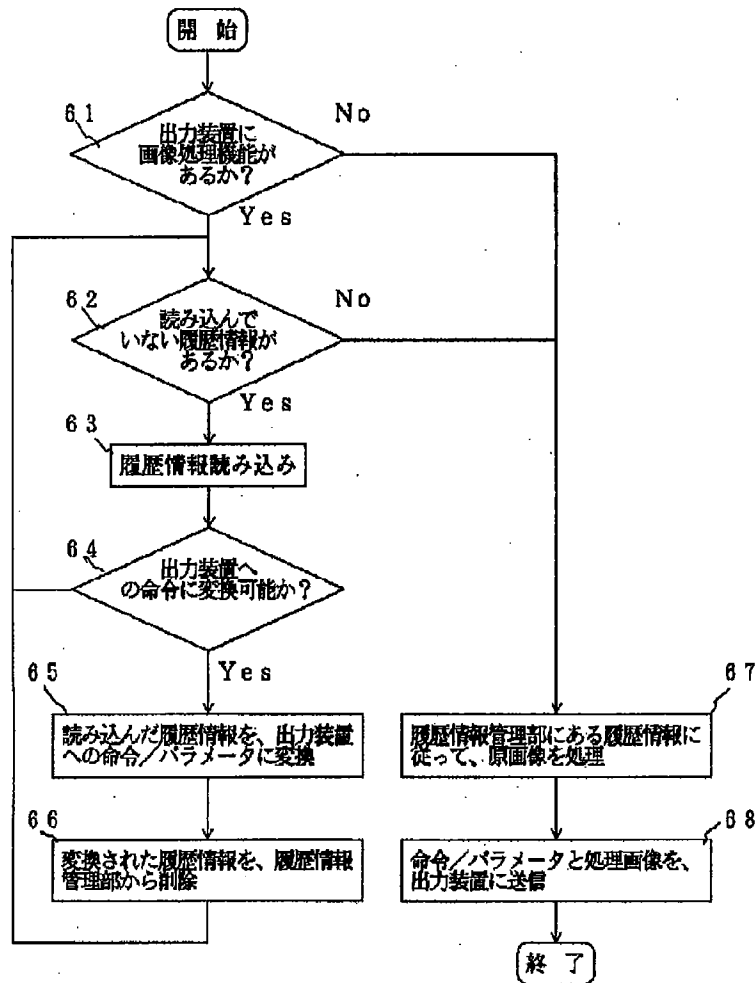 開 始
61
出力装置に
画像処理機能が
あるか?
No
Yes
62
読み込んで
いない履歴情報が
あるか?
No
Yes
63
履歴情報読み込み
64
出力装置へ
の命令に変換可能か?
Yes
65
読み込んだ履歴情報を、出力装置
への命令/パラメータに変換
66
変換された履歴情報を、履歴情報
管理部から削除
67
履歴情報管理部にある履歴情報に
従って、原画像を処理
68
命令/パラメータと処理画像を、
出力装置に送信
終 了